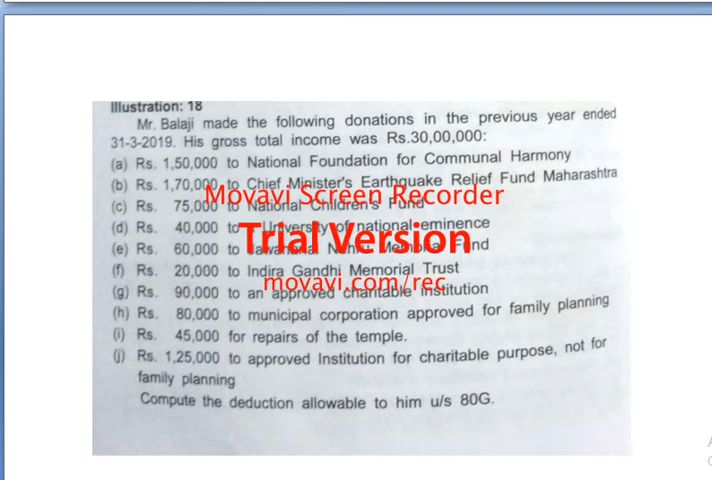 Illustration: 18
Mr. Balaji made the following donations in the previous year ended
31-3-2019. His gross total income was Rs.30,00,000:
(a) Rs. 1,50,000 to National Foundation for Communal Harmony
(b) Rs. 1,70,000 to Chief Minister's Earthquake Relief Fund Maharashtra
Movavi Screen Recorder
(c) Rs. 75,000 to National Children's Fund
(d) Rs. 40,000 to University of national eminence
Trial Version
(e) Rs. 60,000 to Jawaharlal Nehru Memorial Fund
(f) Rs. 20,000 to Indira Gandhi Memorial Trust
movavi.com/rec
(g) Rs. 90,000 to an approved charitable institution
(h) Rs. 80,000 to municipal corporation approved for family planning
(i) Rs. 45,000 for repairs of the temple.
(j) Rs. 1,25,000 to approved Institution for charitable purpose, not for
family planning
Compute the deduction allowable to him u/s 80G.